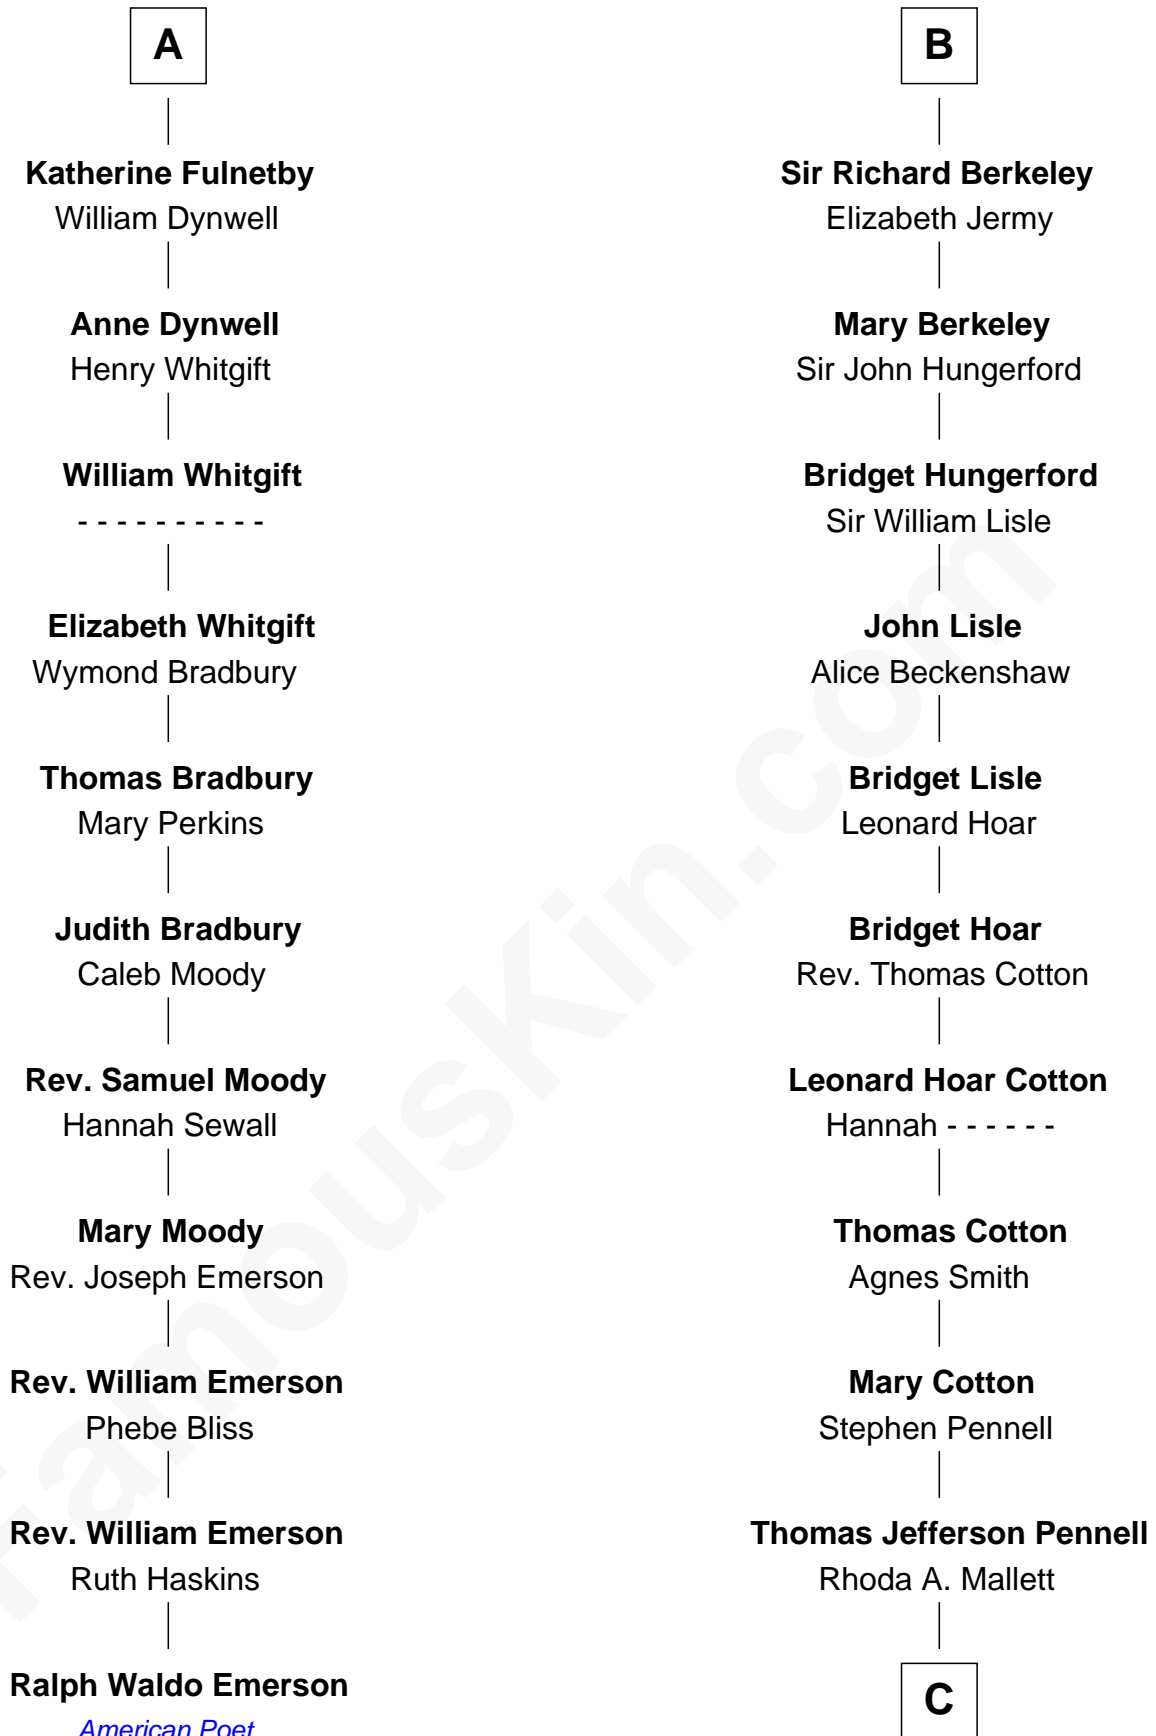 A
Katherine Fulnetby
William Dynwell
Anne Dynwell
Henry Whitgift
William Whitgift
- - - - - - - - - -
Elizabeth Whitgift
Wymond Bradbury
Thomas Bradbury
Mary Perkins
Judith Bradbury
Caleb Moody
Rev. Samuel Moody
Hannah Sewall
Mary Moody
Rev. Joseph Emerson
Rev. William Emerson
Phebe Bliss
Rev. William Emerson
Ruth Haskins
Ralph Waldo Emerson
American Poet
B
Sir Richard Berkeley
Elizabeth Jermy
Mary Berkeley
Sir John Hungerford
Bridget Hungerford
Sir William Lisle
John Lisle
Alice Beckenshaw
Bridget Lisle
Leonard Hoar
Bridget Hoar
Rev. Thomas Cotton
Leonard Hoar Cotton
Hannah - - - - - -
Thomas Cotton
Agnes Smith
Mary Cotton
Stephen Pennell
Thomas Jefferson Pennell
Rhoda A. Mallett
C
FamousKin.com